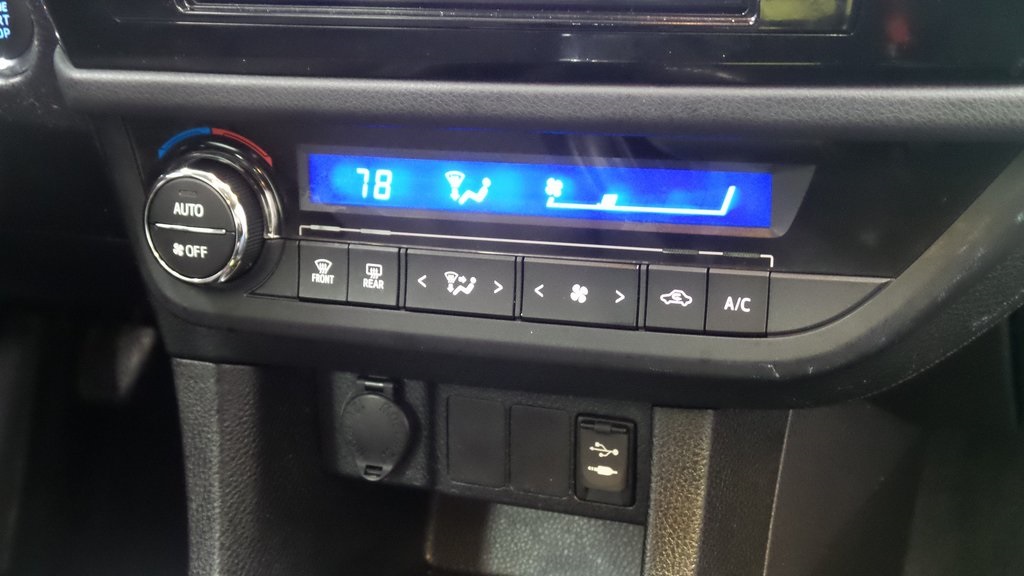 78
AUTO
OFF
FRONT
REAR
< >
< >
A/C